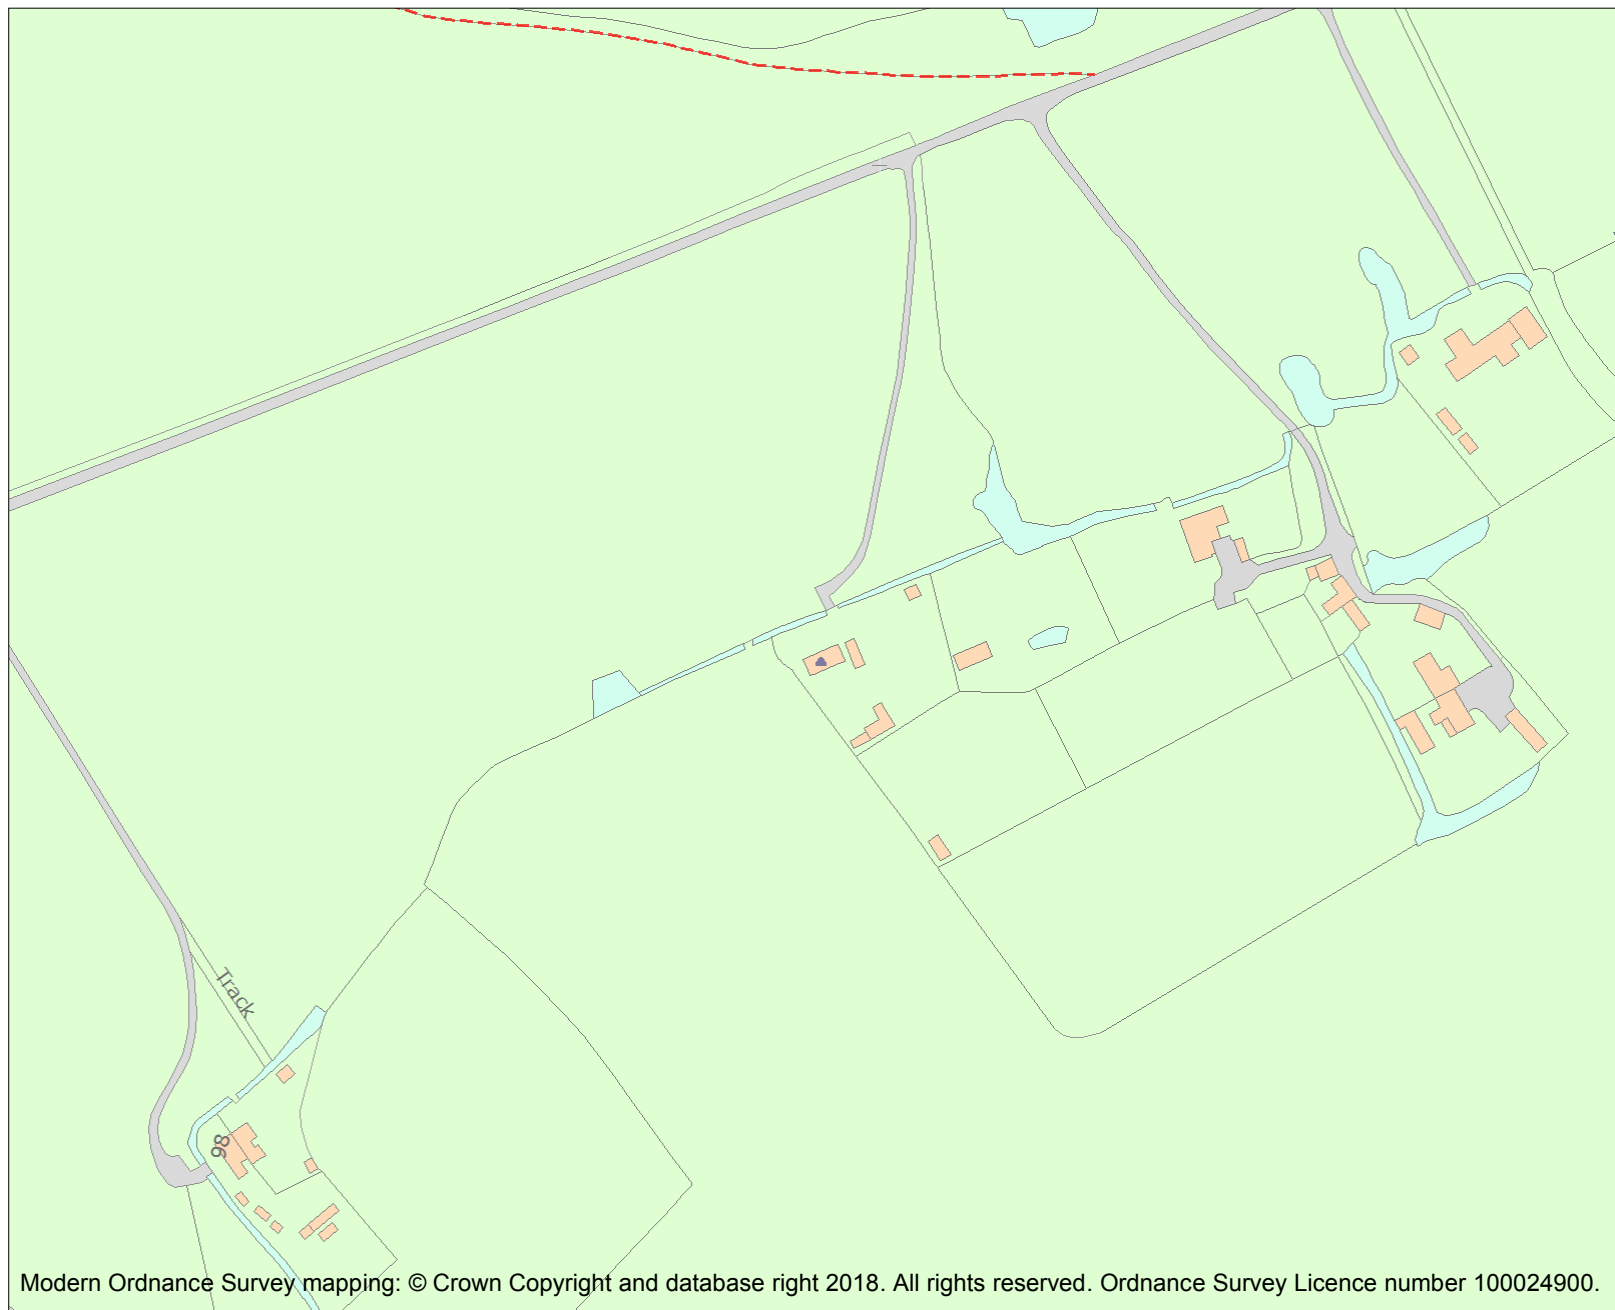 Track
98
Modern Ordnance Survey mapping: © Crown Copyright and database right 2018. All rights reserved. Ordnance Survey Licence number 100024900.